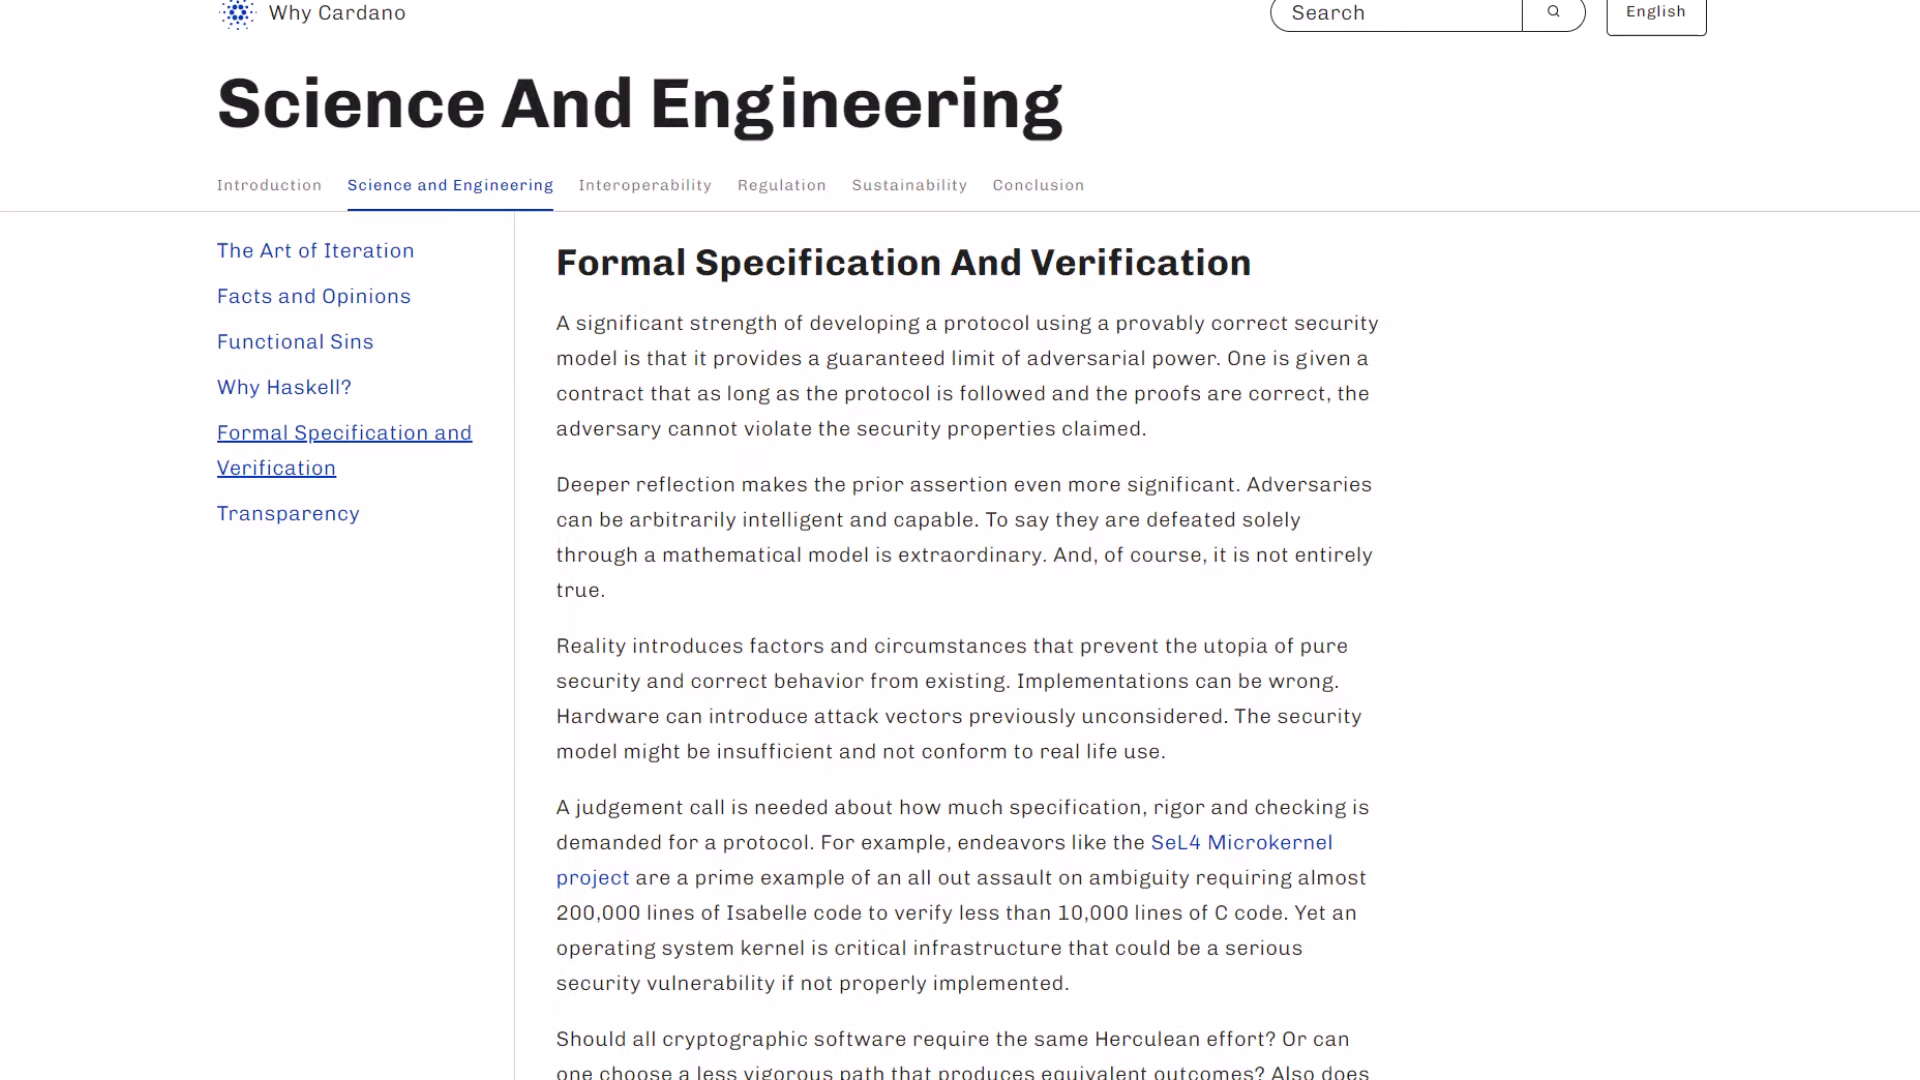 Why Cardano
Search
English
Science And Engineering
Introduction
Science and Engineering
Interoperability
Regulation
Sustainability
Conclusion
The Art of Iteration
Facts and Opinions
Functional Sins
Why Haskell?
Formal Specification and
Verification
Transparency
Formal Specification And Verification
A significant strength of developing a protocol using a provably correct security
model is that it provides a guaranteed limit of adversarial power. One is given a
contract that as long as the protocol is followed and the proofs are correct, the
adversary cannot violate the security properties claimed.
Deeper reflection makes the prior assertion even more significant. Adversaries
can be arbitrarily intelligent and capable. To say they are defeated solely
through a mathematical model is extraordinary. And, of course, it is not entirely
true.
Reality introduces factors and circumstances that prevent the utopia of pure
security and correct behavior from existing. Implementations can be wrong.
Hardware can introduce attack vectors previously unconsidered. The security
model might be insufficient and not conform to real life use.
A judgement call is needed about how much specification, rigor and checking is
demanded for a protocol. For example, endeavors like the SeL4 Microkernel
project are a prime example of an all out assault on ambiguity requiring almost
200,000 lines of Isabelle code to verify less than 10,000 lines of C code. Yet an
operating system kernel is critical infrastructure that could be a serious
security vulnerability if not properly implemented.
Should all cryptographic software require the same Herculean effort? Or can
one choose a less vigorous path that produces equivalent outcomes? Also does